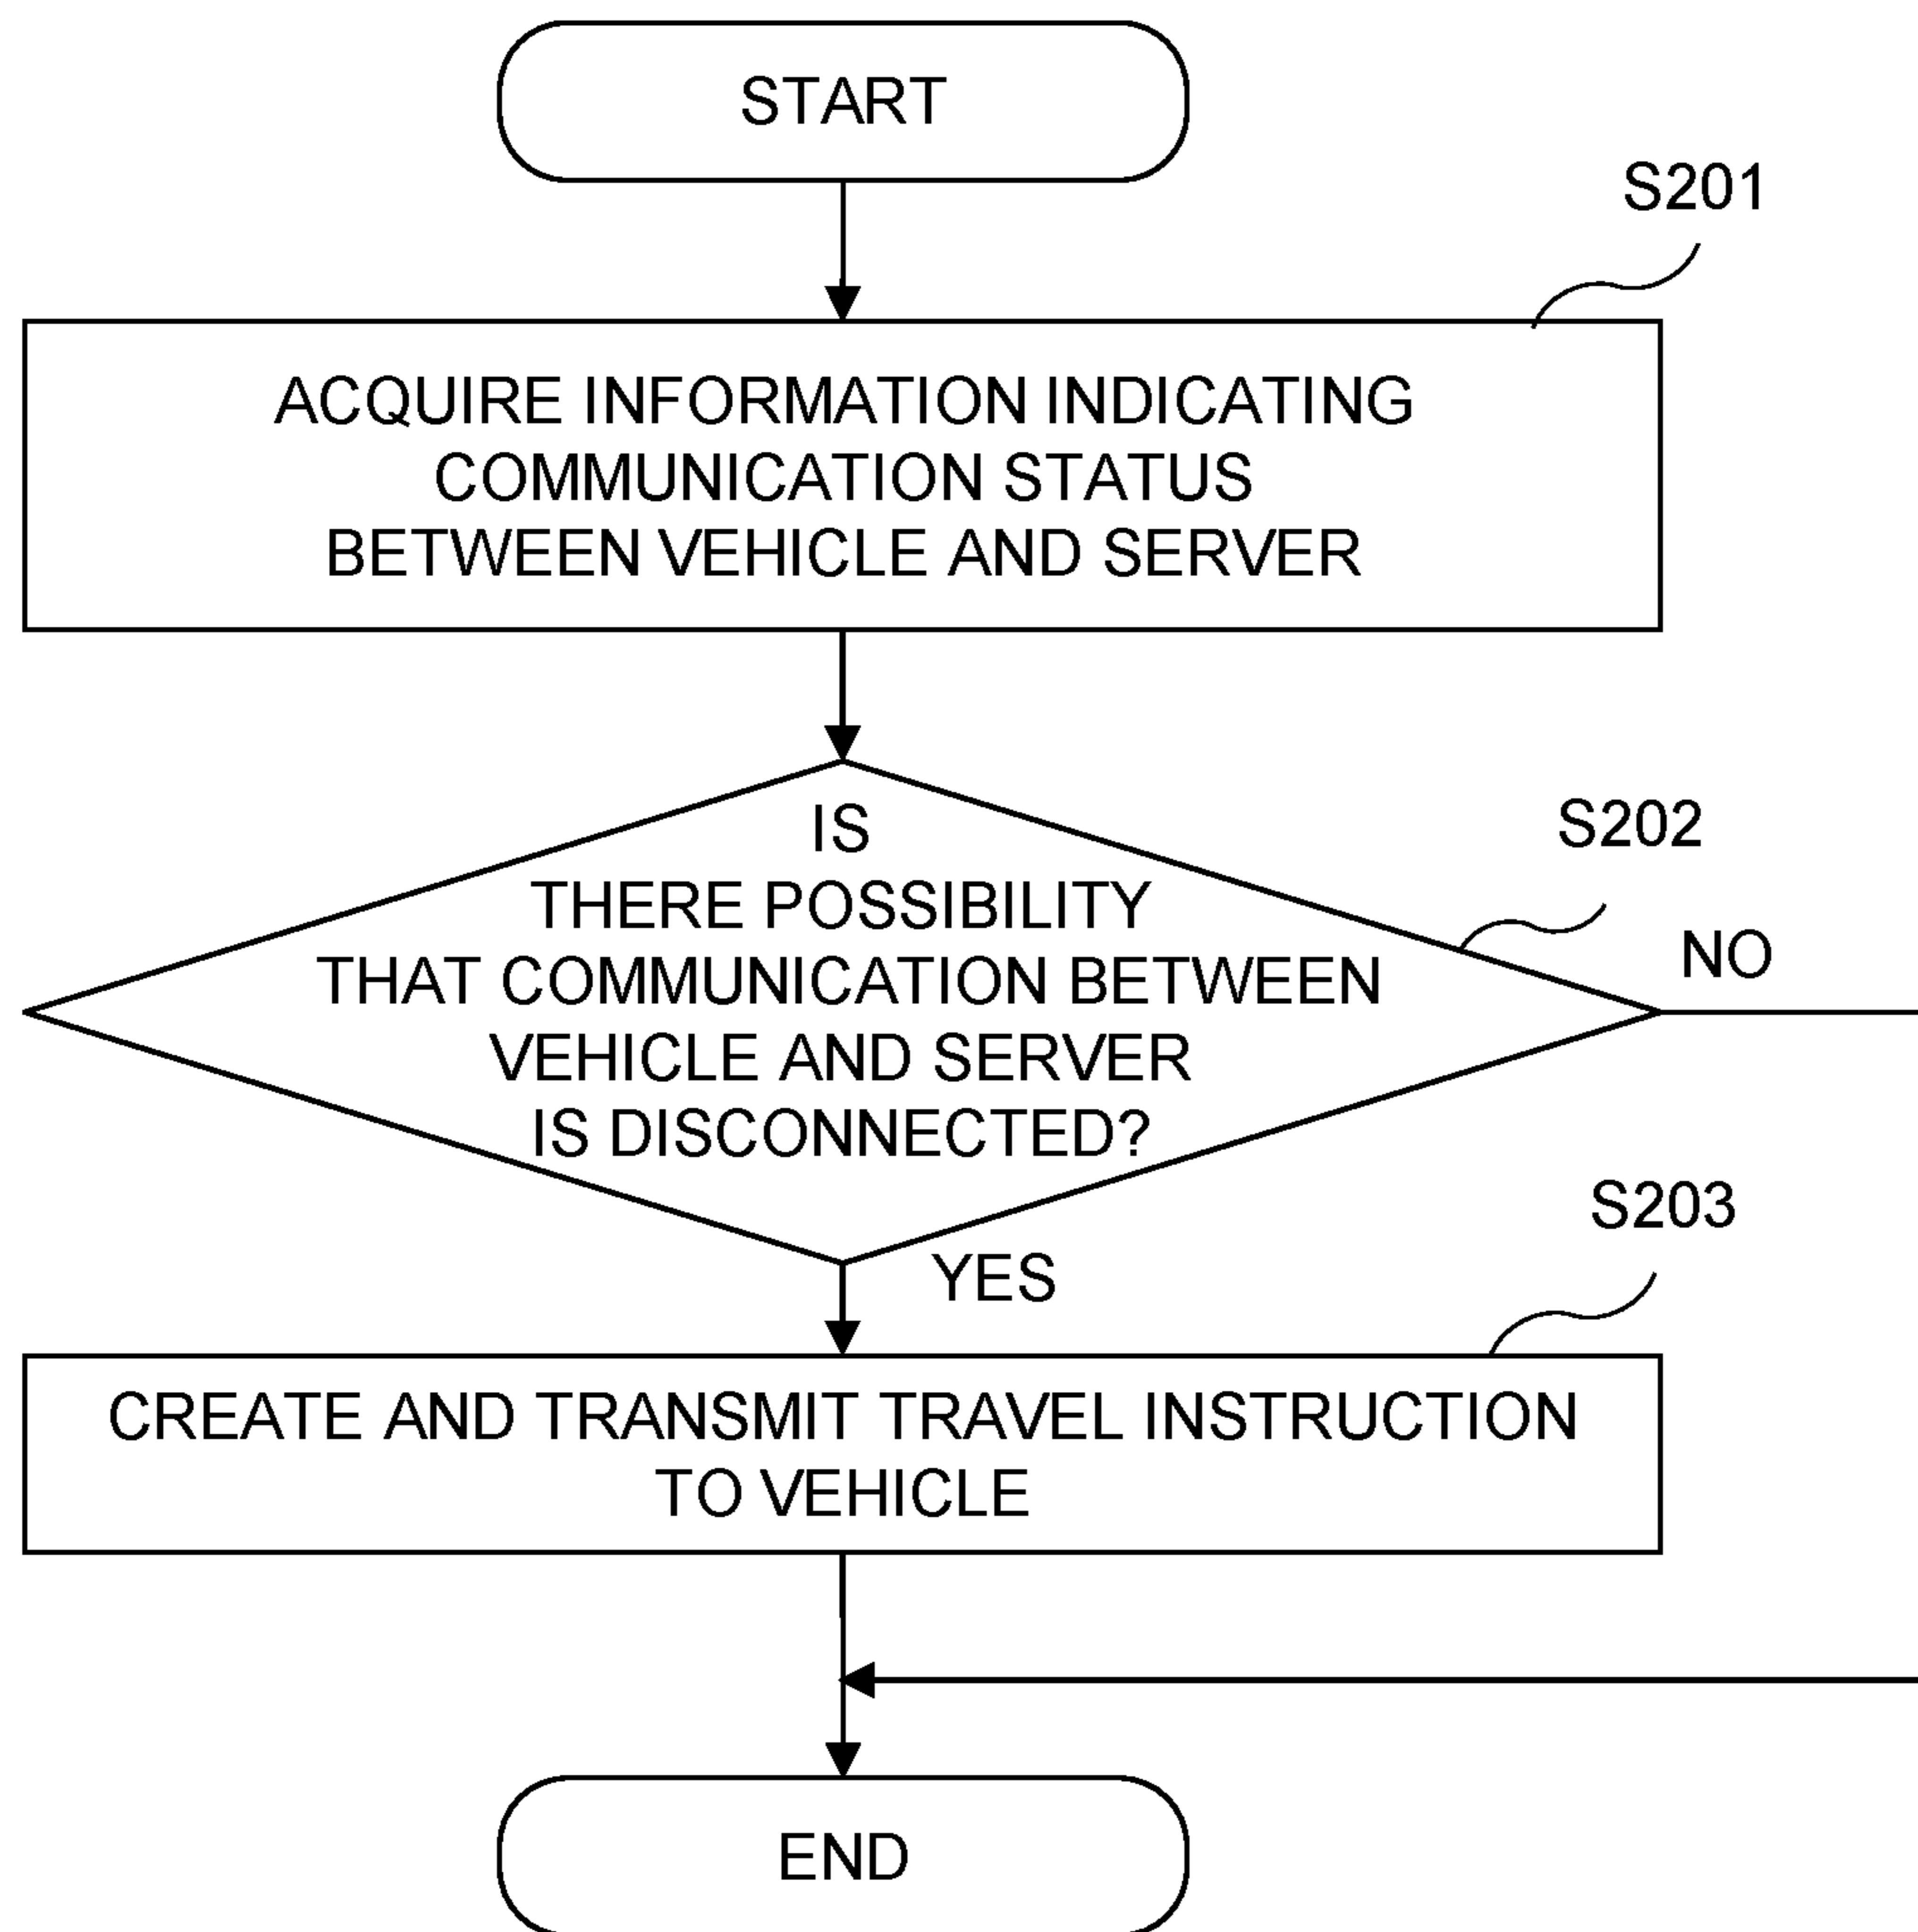 START
S201
ACQUIRE INFORMATION INDICATING
COMMUNICATION STATUS
BETWEEN VEHICLE AND SERVER
S202
IS
THERE POSSIBILITY
THAT COMMUNICATION BETWEEN
VEHICLE AND SERVER
IS DISCONNECTED?
NO
YES
S203
CREATE AND TRANSMIT TRAVEL INSTRUCTION
TO VEHICLE
END